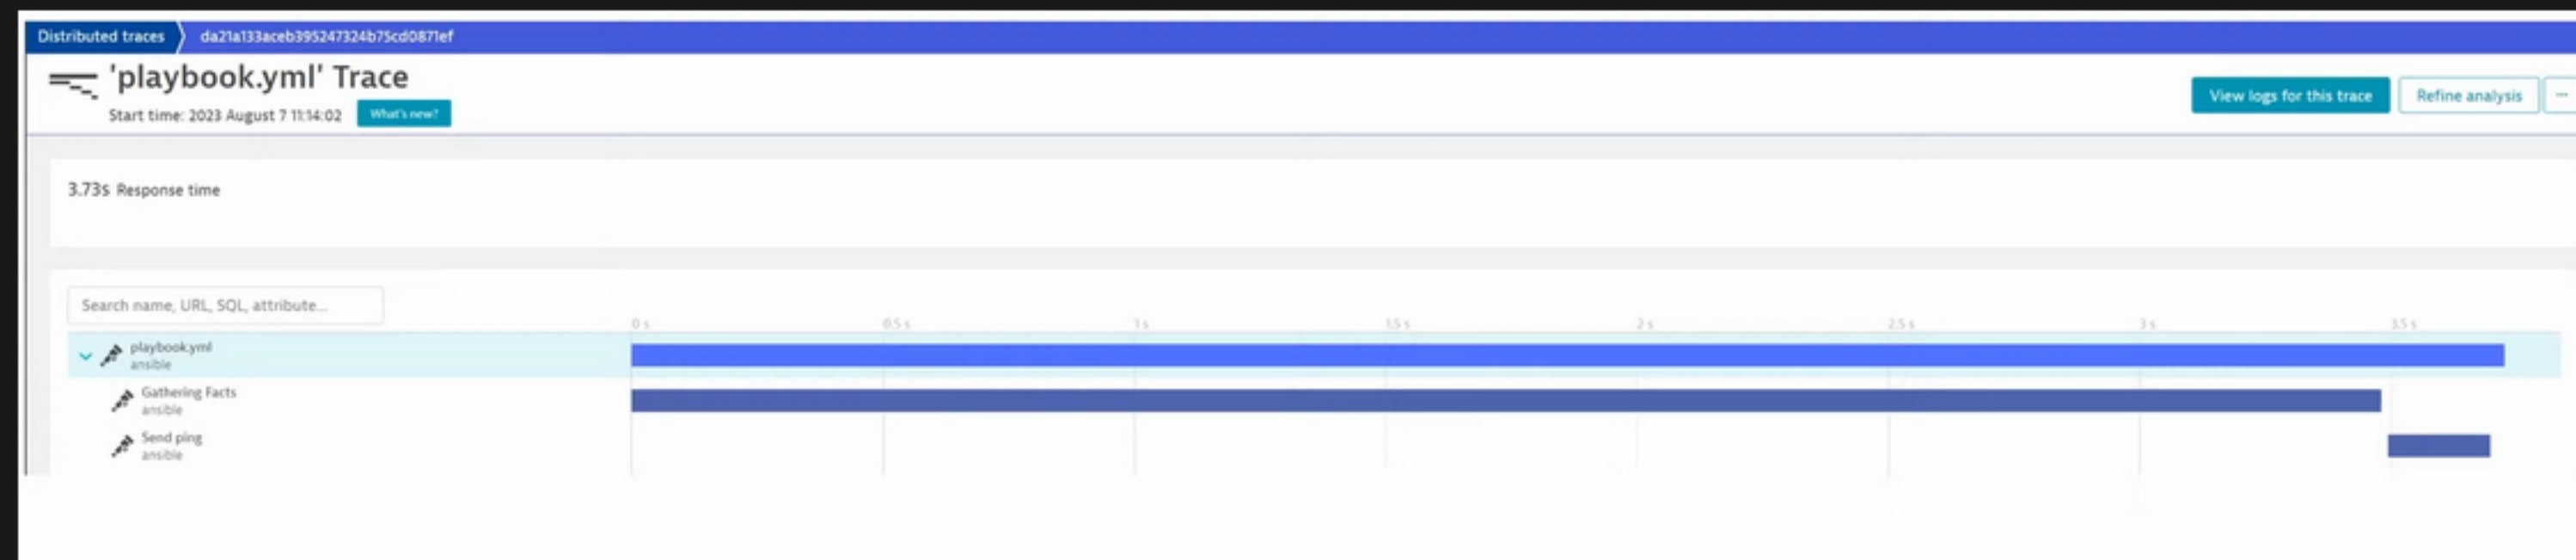 Distributed traces da21a133aceb395247324b75cd0871ef
'playbook.yml' Trace
Start time: 2023 August 7 11:14:02 What's new?
View logs for this trace Refine analysis ...
3.73s Response time
Search name, URL, SQL, attribute...
0 s 0.5 s 1 s 1.5 s 2 s 2.5 s 3 s 3.5 s
playbook.yml
ansible
Gathering Facts
ansible
Send ping
ansible